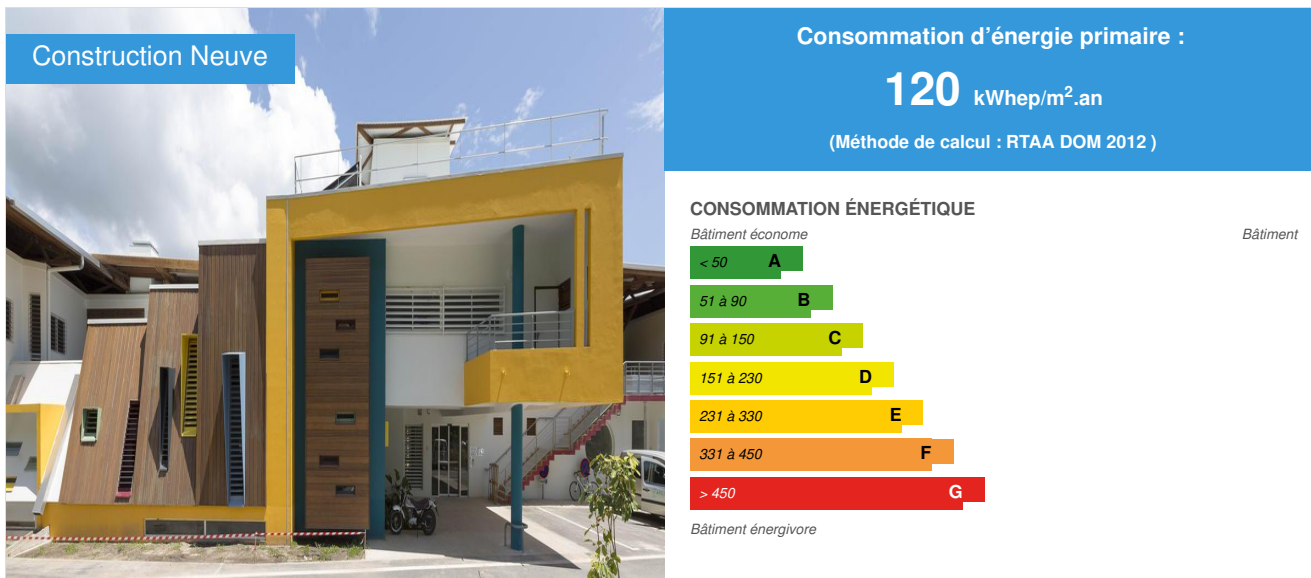 Construction Neuve
Consommation d'énergie primaire :
120 kWhep/m².an
(Méthode de calcul : RTAA DOM 2012 )
CONSOMMATION ÉNERGÉTIQUE
Bâtiment économe
Bâtiment
< 50 A
51 à 90 B
91 à 150 C
151 à 230 D
231 à 330 E
331 à 450 F
> 450 G
Bâtiment énergivore